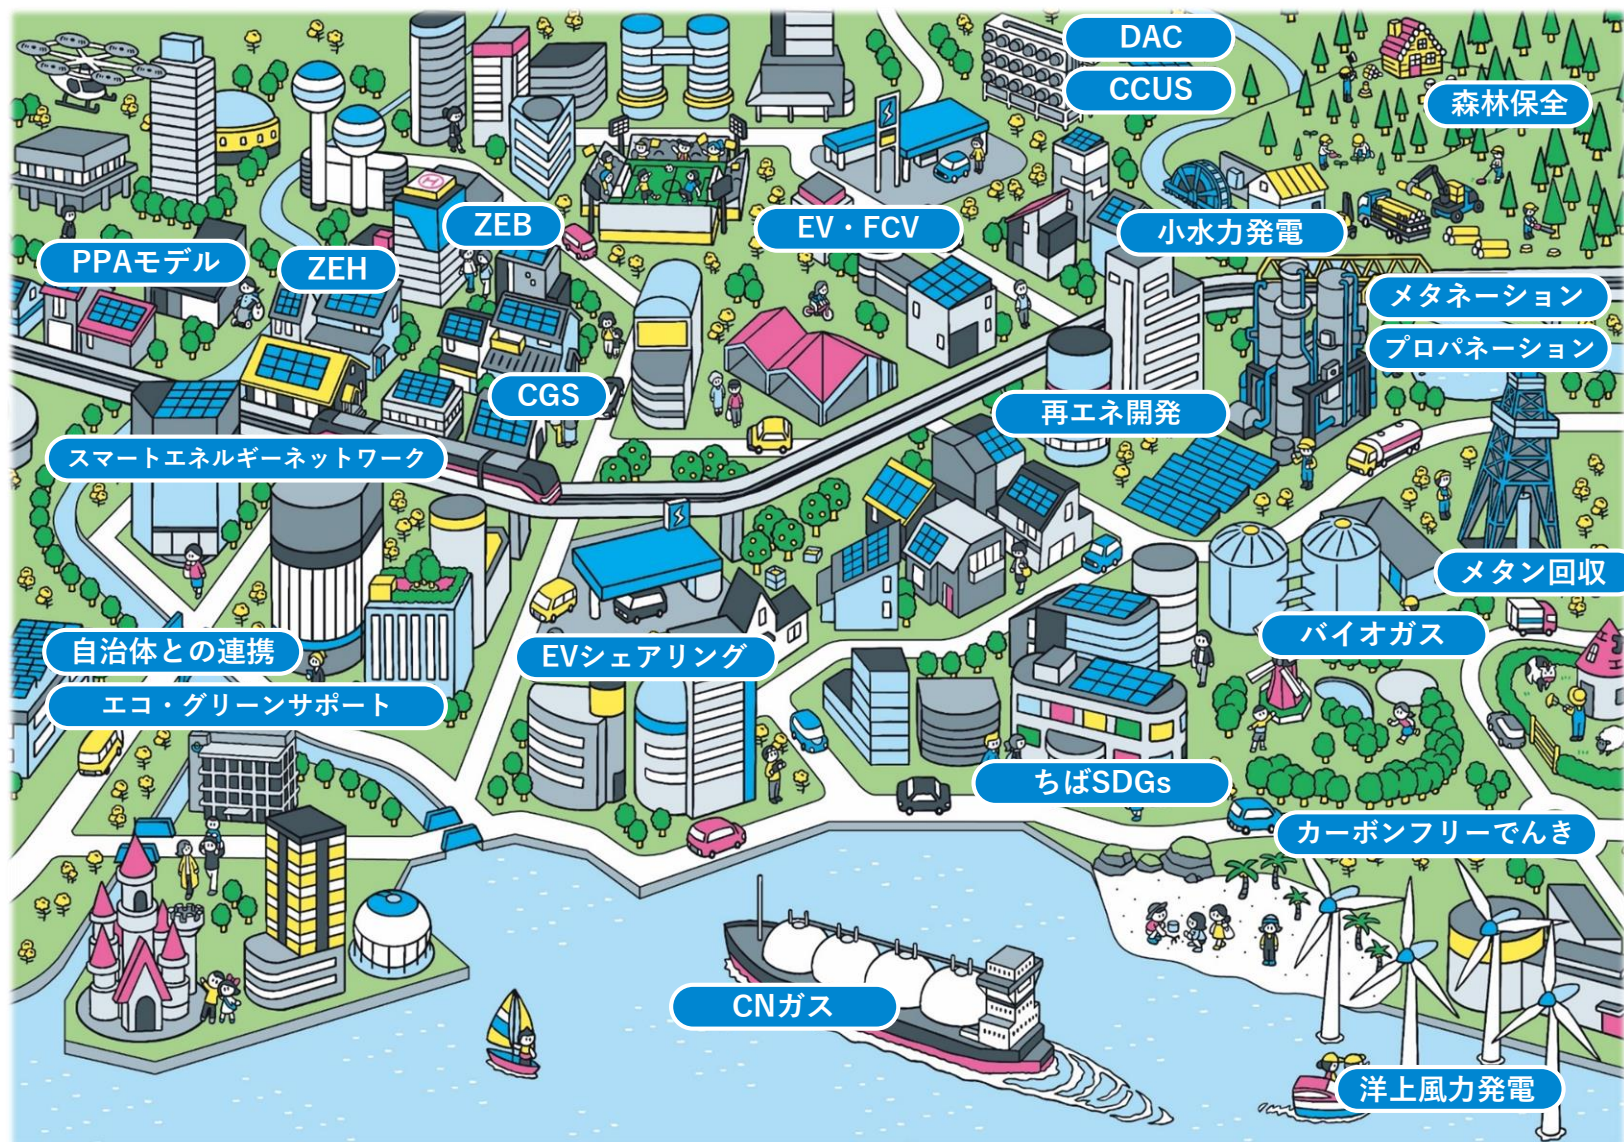 DAC
CCUS
森林保全
ZEB
EV・FCV
小水力発電
PPAモデル
ZEH
メタネーション
プロパネーション
CGS
再エネ開発
スマートエネルギーネットワーク
メタン回収
自治体との連携
EVシェアリング
バイオガス
エコ・グリーンサポート
ちばSDGs
カーボンフリーでんき
CNガス
洋上風力発電
H